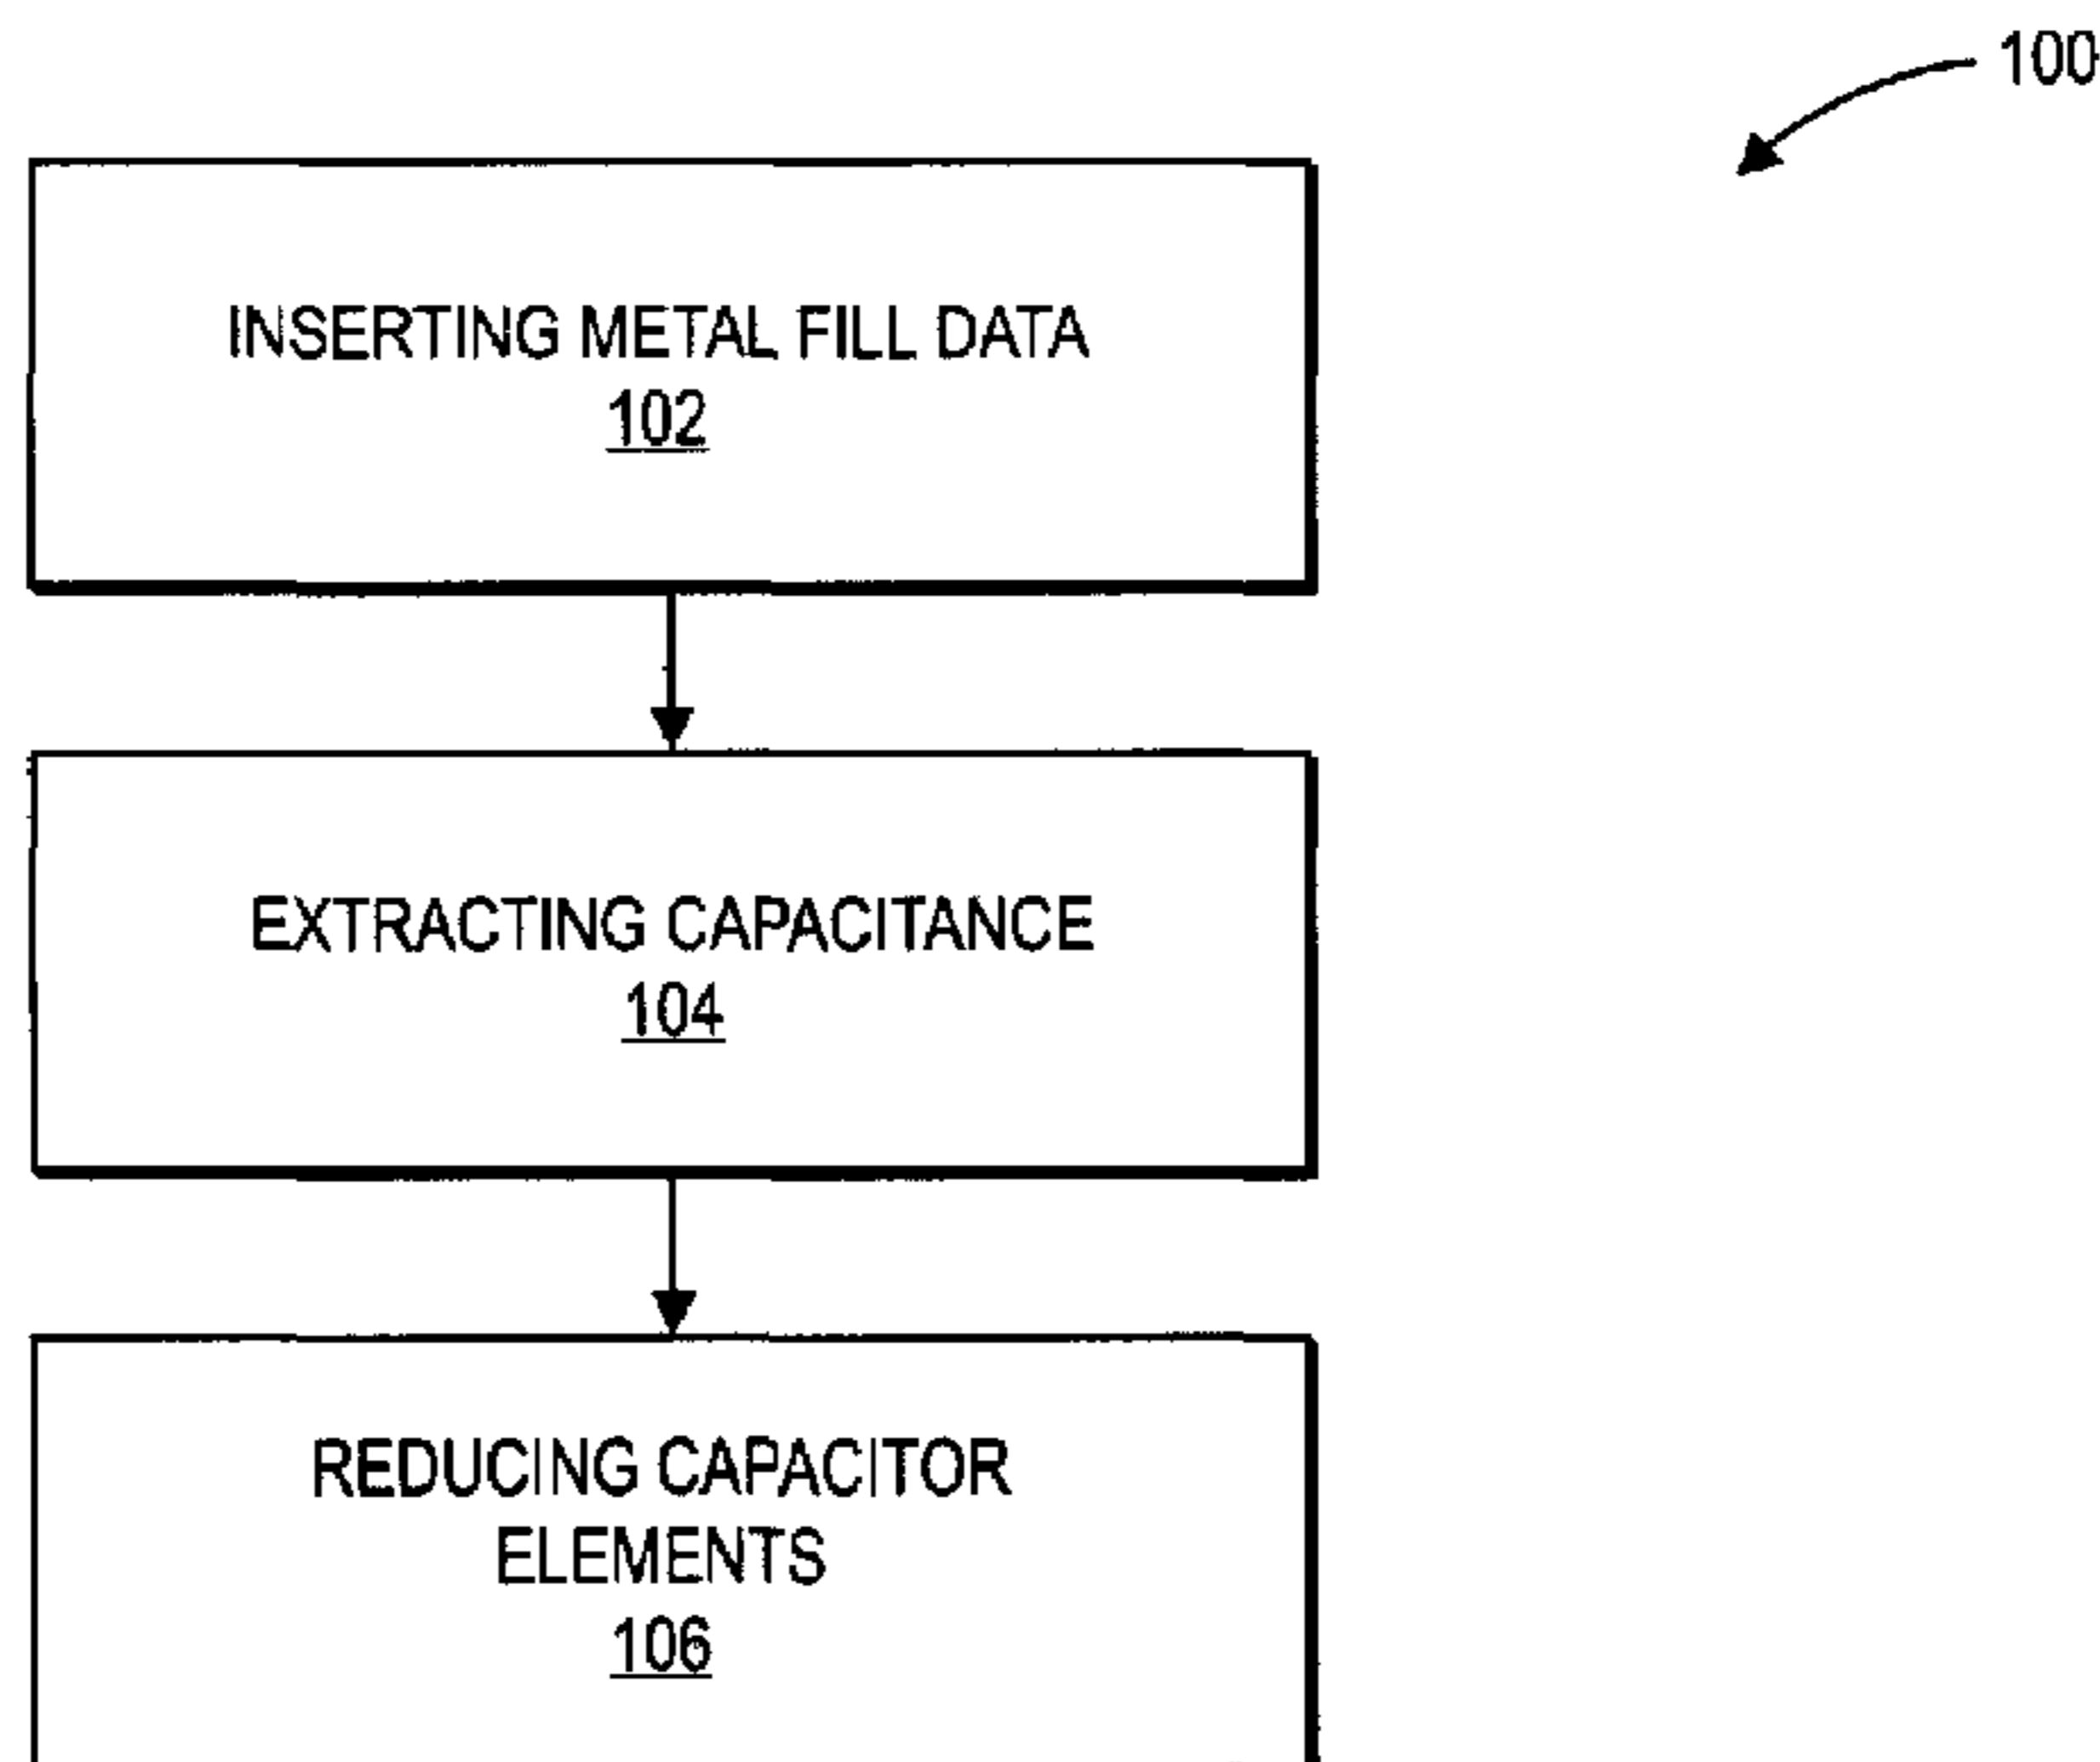 100
INSERTING METAL FILL DATA
102
EXTRACTING CAPACITANCE
104
REDUCING CAPACITOR
ELEMENTS
106